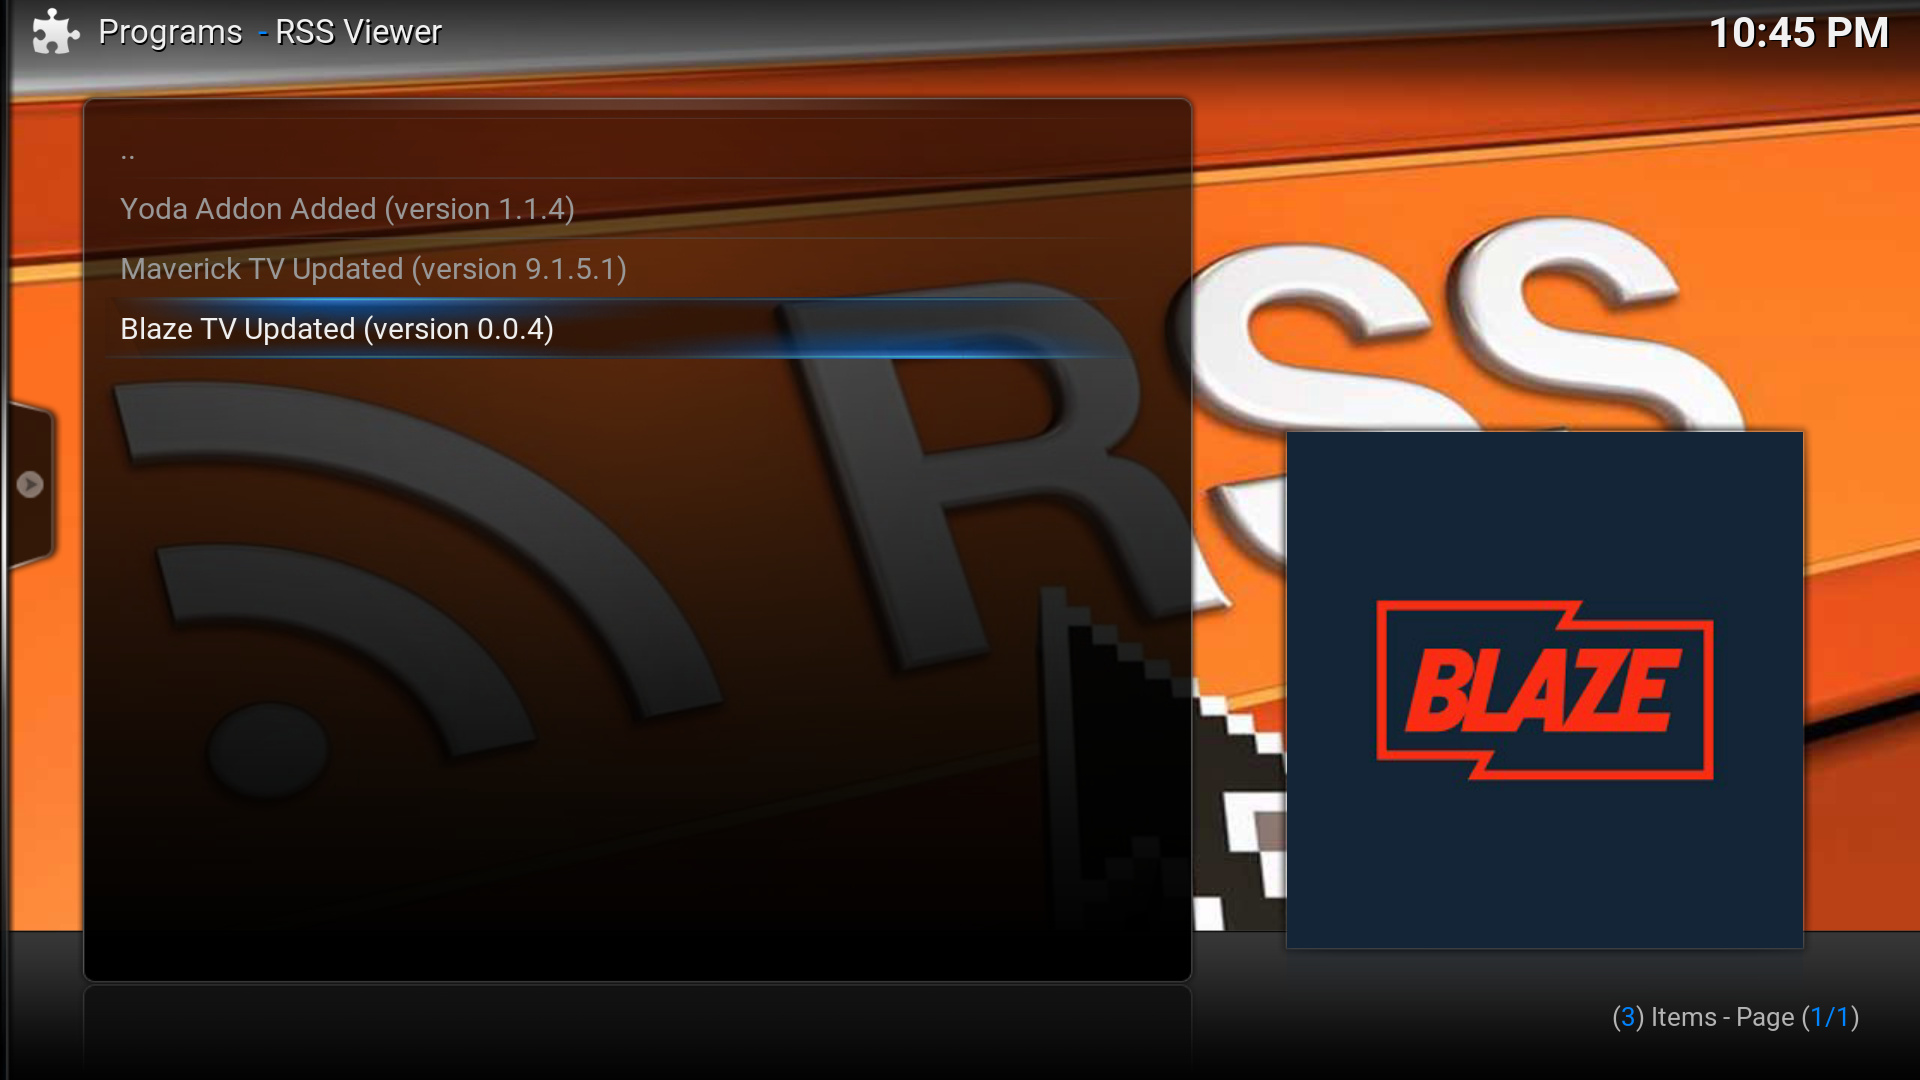 Programs - RSS Viewer
10:45 PM
..
Yoda Addon Added (version 1.1.4)
Maverick TV Updated (version 9.1.5.1)
Blaze TV Updated (version 0.0.4)
RSS
BLAZE
(3) Items - Page (1/1)